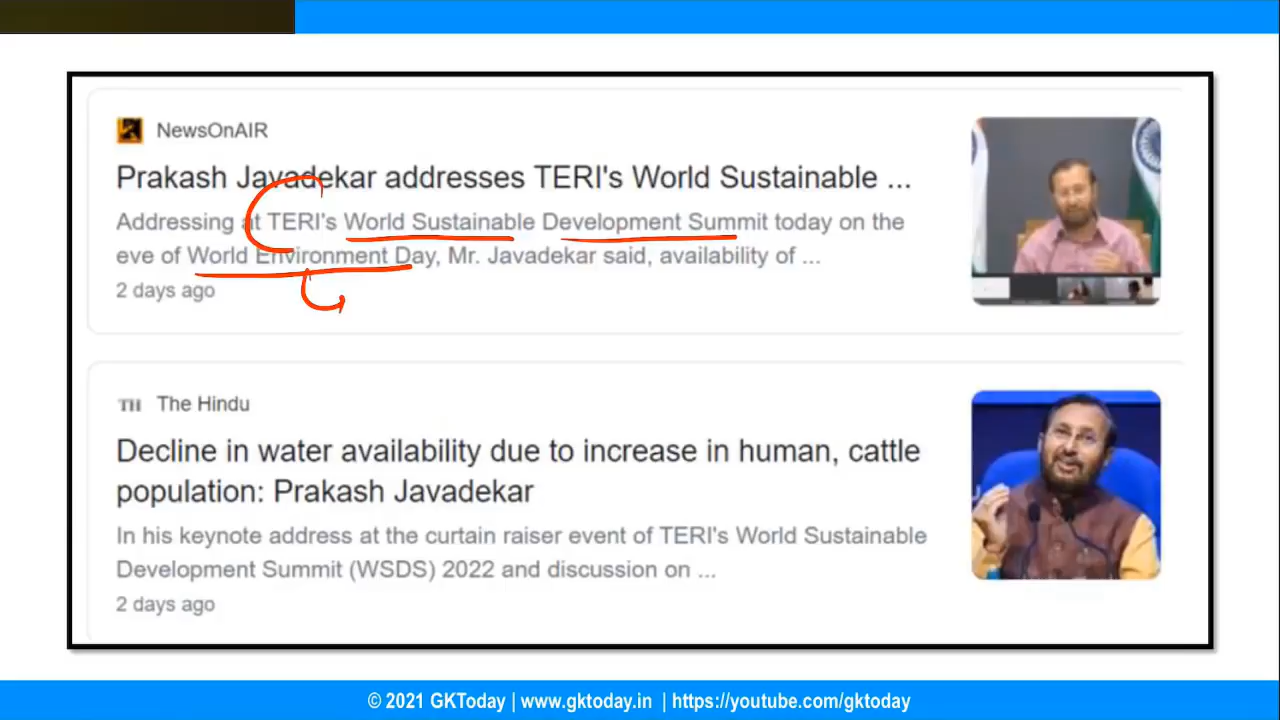 NewsOnAIR
Prakash Javadekar addresses TERI's World Sustainable ...
Addressing at TERI's World Sustainable Development Summit today on the
eve of World Environment Day, Mr. Javadekar said, availability of ...
2 days ago
TH The Hindu
Decline in water availability due to increase in human, cattle
population: Prakash Javadekar
In his keynote address at the curtain raiser event of TERI's World Sustainable
Development Summit (WSDS) 2022 and discussion on ...
2 days ago
© 2021 GKToday | www.gktoday.in | https://youtube.com/gktoday